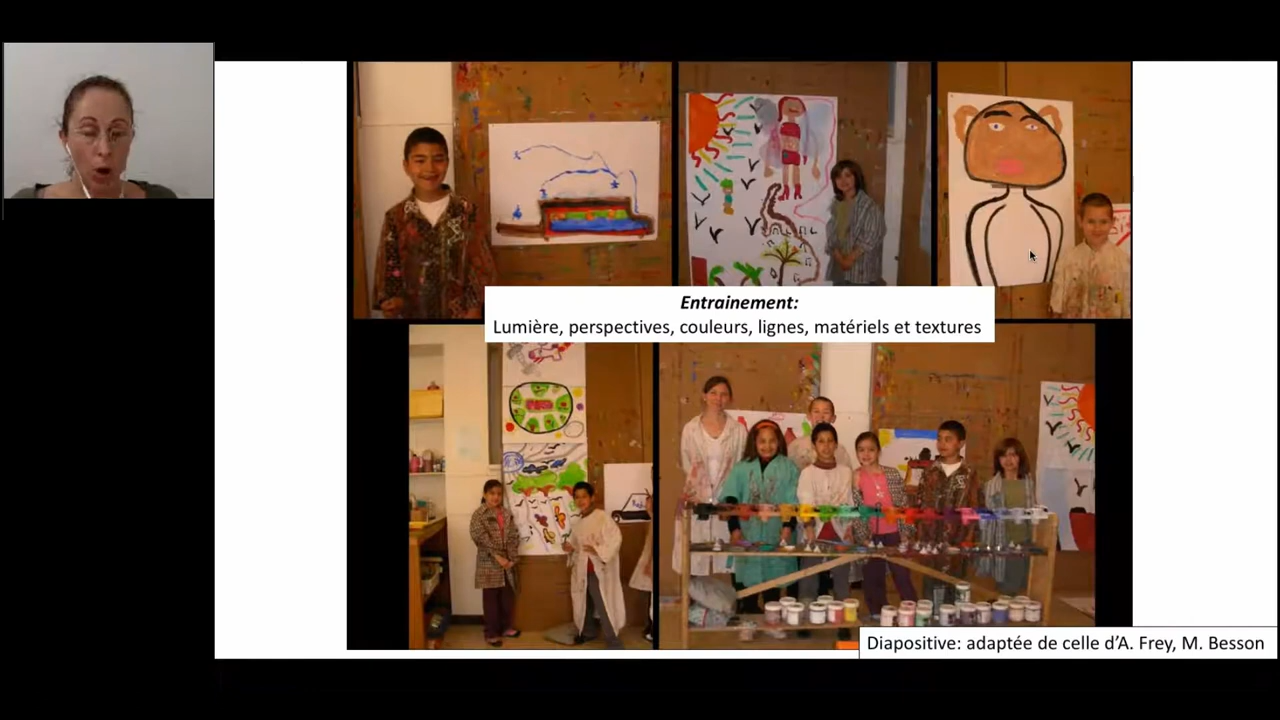 Entrainement:
Lumière, perspectives, couleurs, lignes, matériels et textures
Diapositive: adaptée de celle d'A. Frey, M. Besson